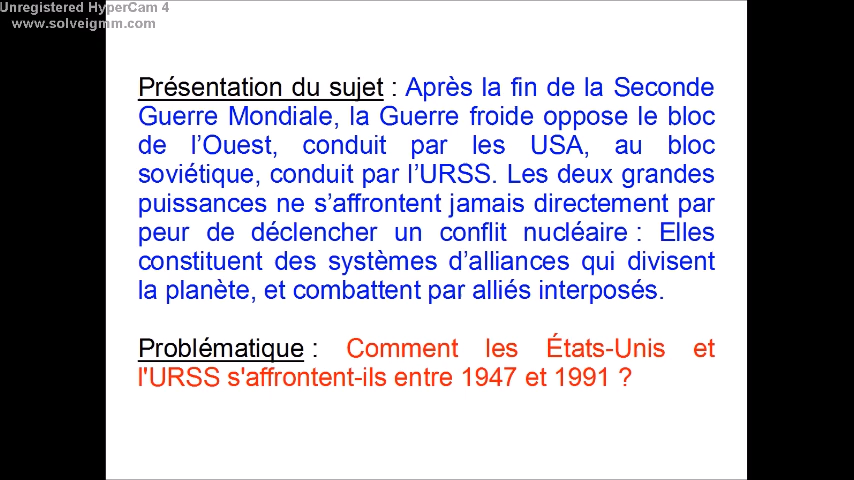 Unregistered HyperCam 4
www.solveigmm.com
Présentation du sujet : Après la fin de la Seconde
Guerre Mondiale, la Guerre froide oppose le bloc
de l’Ouest, conduit par les USA, au bloc
soviétique, conduit par l’URSS. Les deux grandes
puissances ne s’affrontent jamais directement par
peur de déclencher un conflit nucléaire : Elles
constituent des systèmes d’alliances qui divisent
la planète, et combattent par alliés interposés.
Problématique : Comment les États-Unis et
l'URSS s'affrontent-ils entre 1947 et 1991 ?